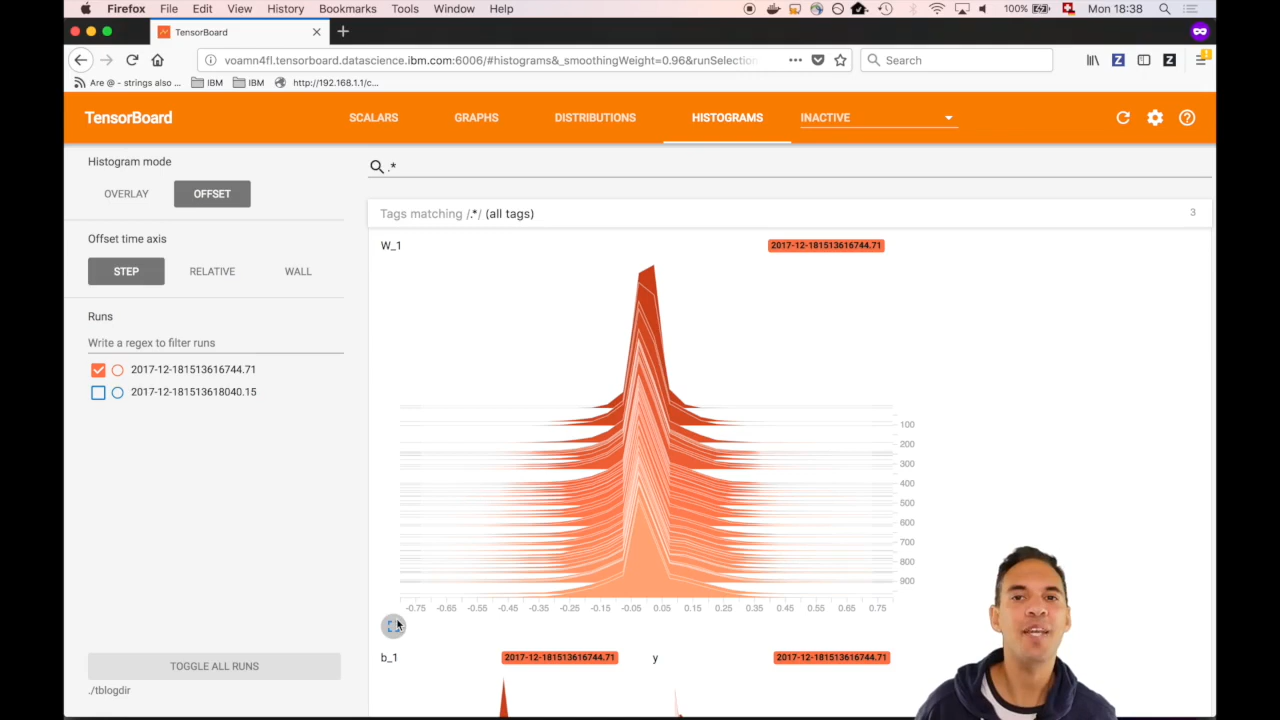 Firefox File Edit View History Bookmarks Tools Window Help 100% Mon 18:38
TensorBoard
voamn4fl.tensorboard.datascience.ibm.com:6006/#histograms&_smoothingWeight=0.96&runSelection Search
Are @ - strings also ... IBM IBM http://192.168.1.1/c...
TensorBoard SCALARS GRAPHS DISTRIBUTIONS HISTOGRAMS INACTIVE
Histogram mode
OVERLAY OFFSET
Offset time axis
STEP RELATIVE WALL
Runs
Write a regex to filter runs
2017-12-181513616744.71
2017-12-181513618040.15
TOGGLE ALL RUNS
./tblogdir
.*
Tags matching /.*/ (all tags) 3
W_1 2017-12-181513616744.71
100
200
300
400
500
600
700
800
900
-0.75 -0.65 -0.55 -0.45 -0.35 -0.25 -0.15 -0.05 0.05 0.15 0.25 0.35 0.45 0.55 0.65 0.75
b_1 2017-12-181513616744.71 y 2017-12-181513616744.71